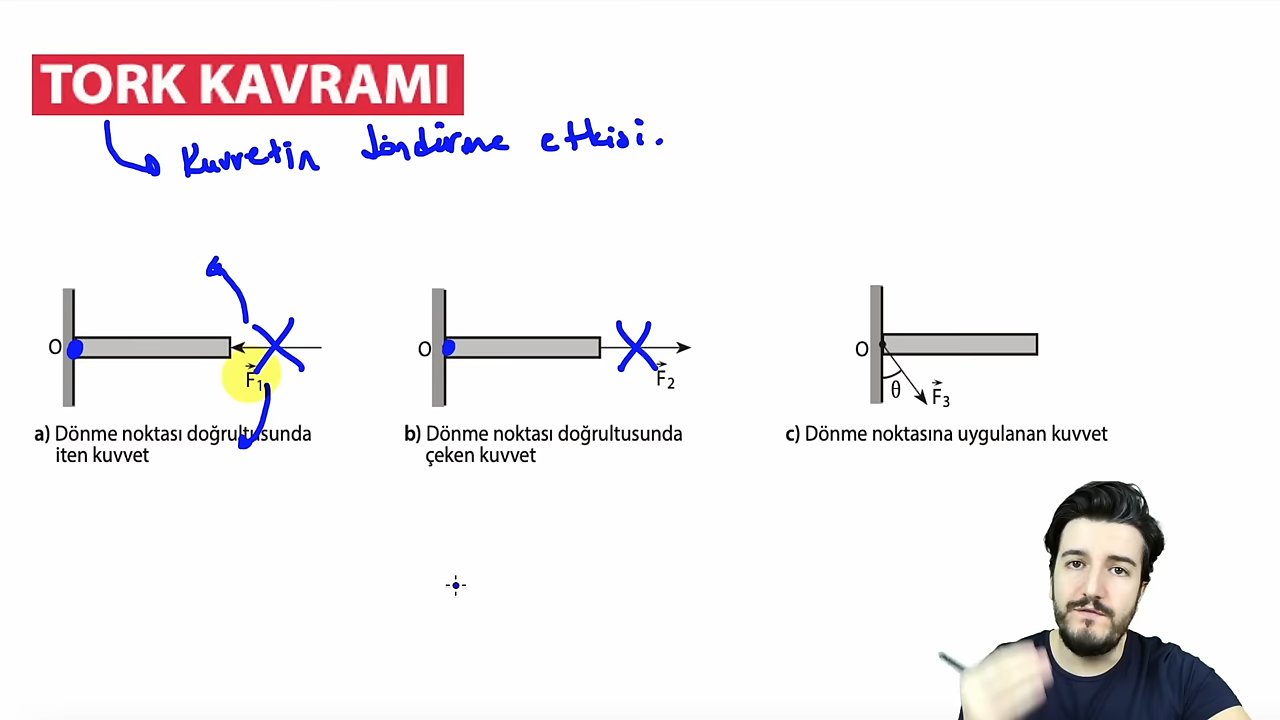 TORK KAVRAMI
Kuvvetin döndürme etkisi.
O
F₁
O
F₂
O
θ
F₃
a) Dönme noktası doğrultusunda
iten kuvvet
b) Dönme noktası doğrultusunda
çeken kuvvet
c) Dönme noktasına uygulanan kuvvet